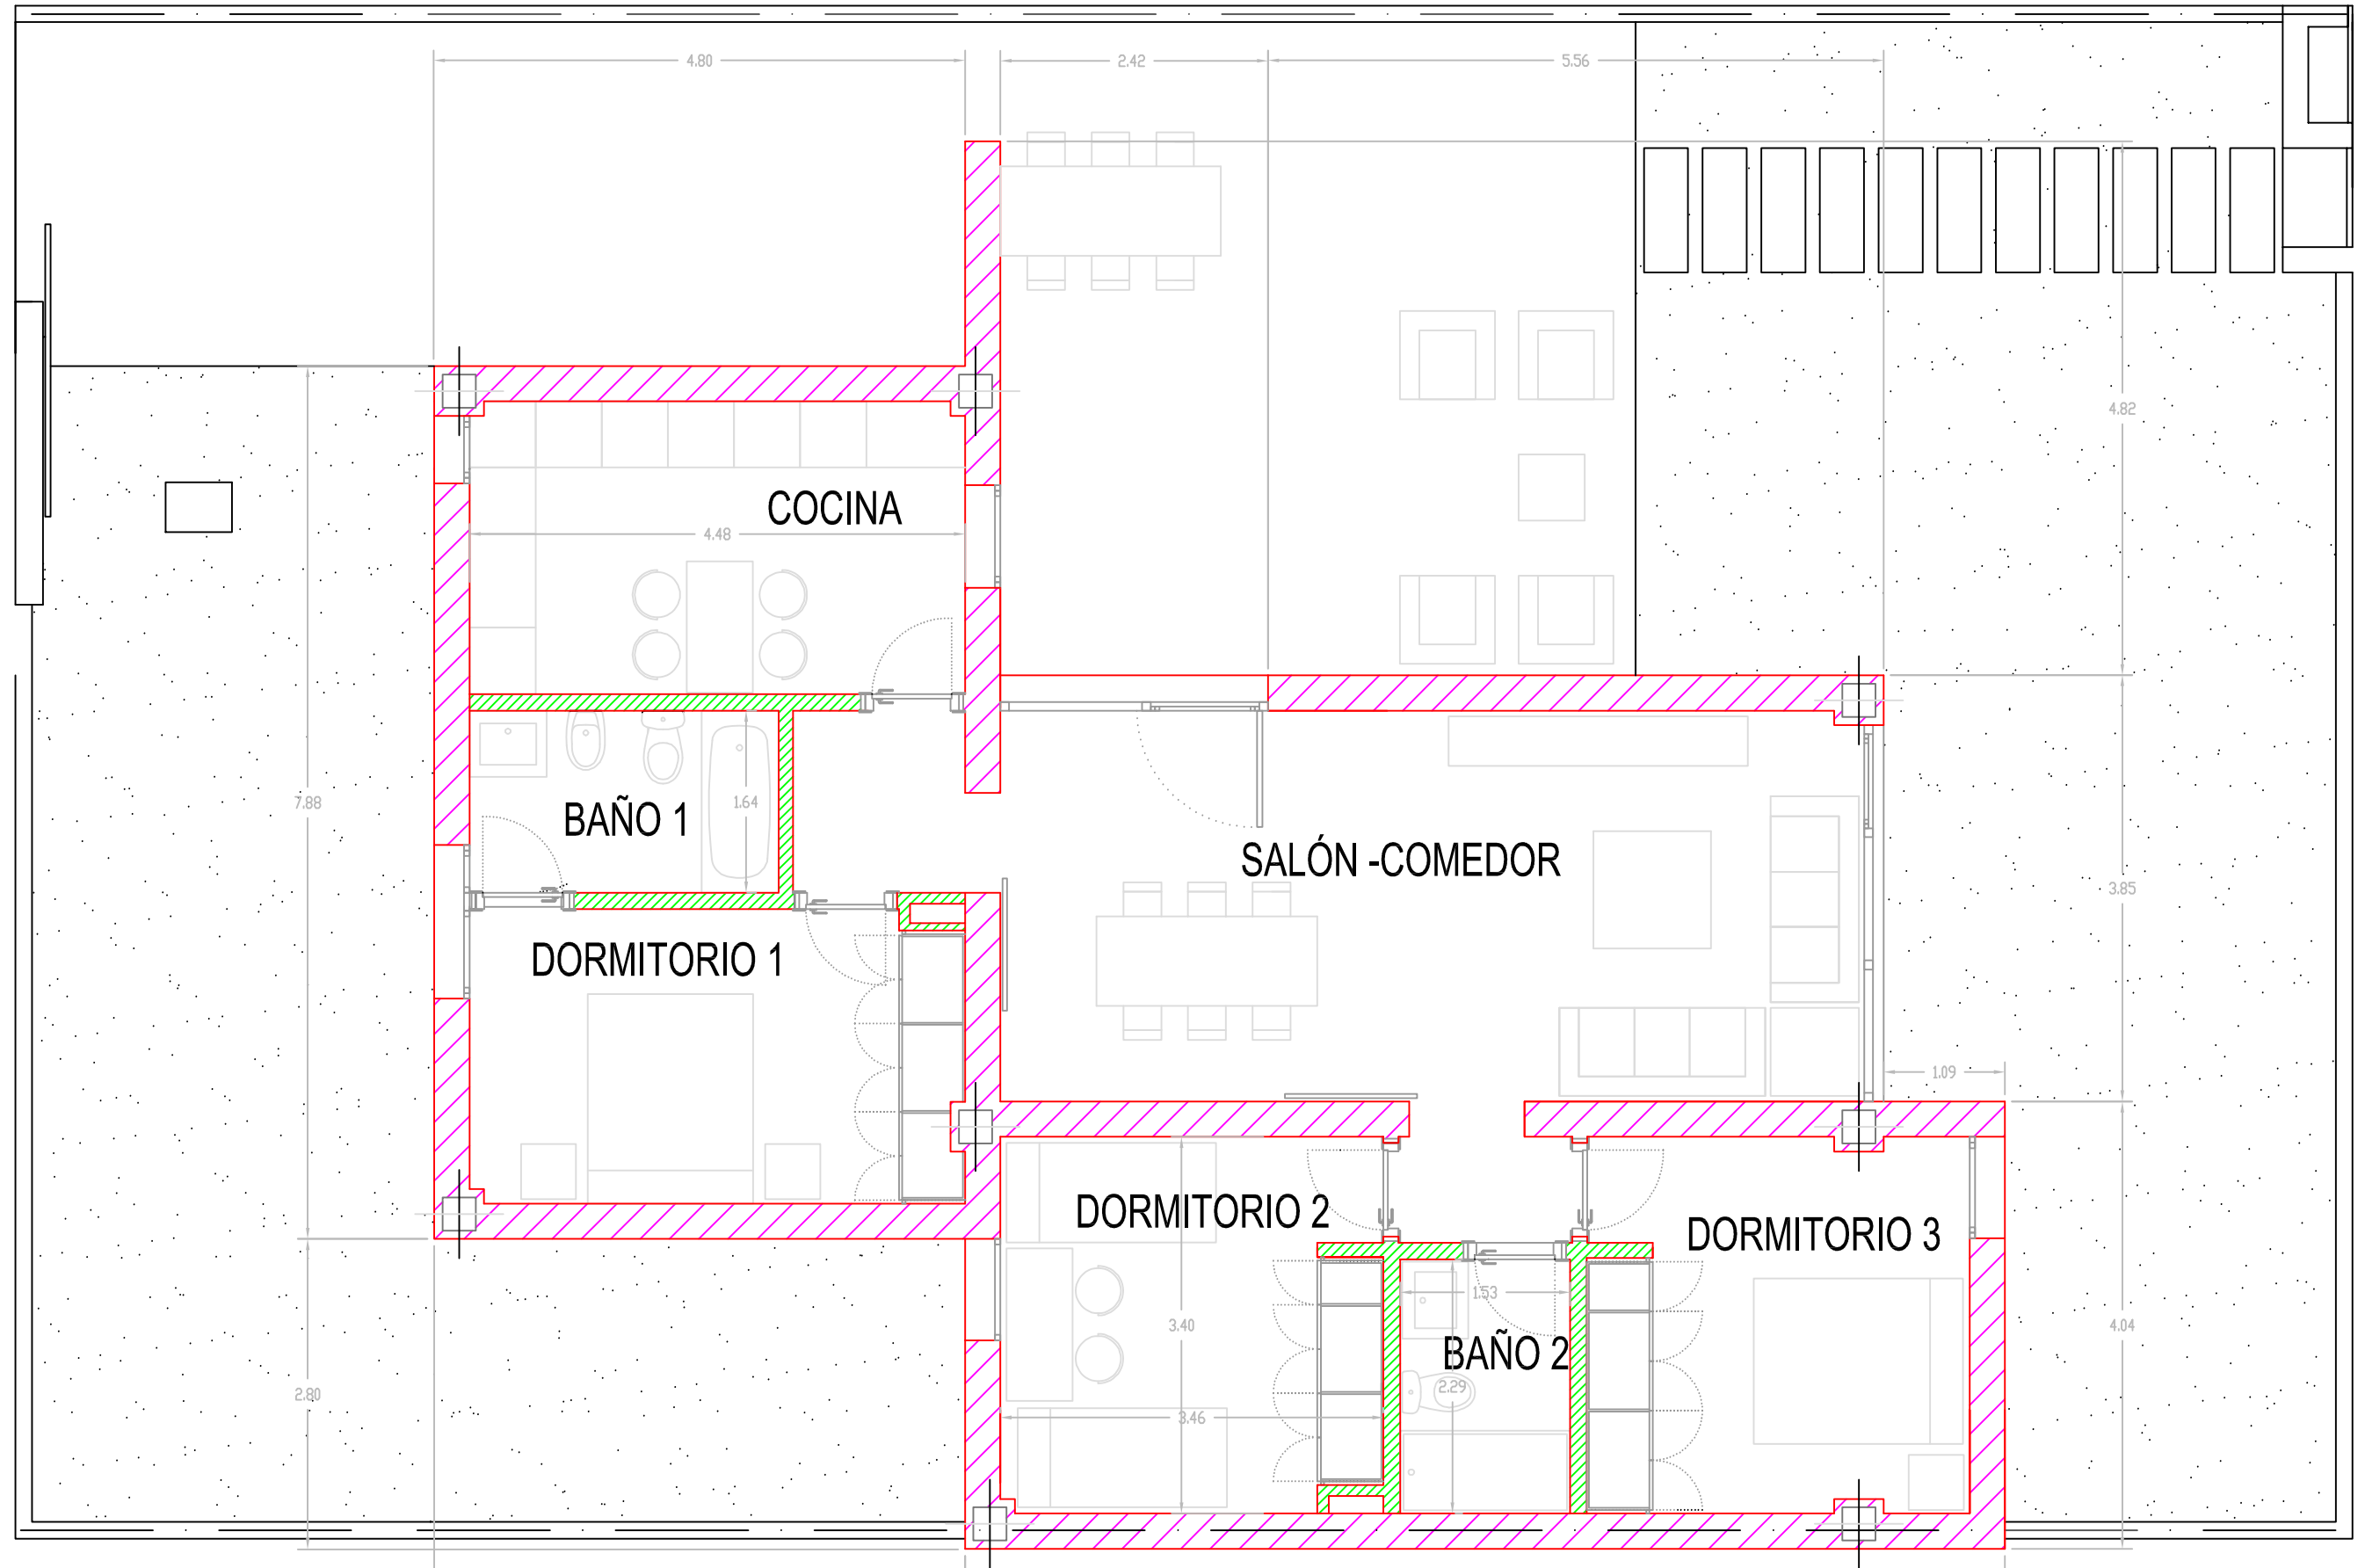 4.80
2.42
5.56
4.82
COCINA
4.48
7.88
1.64
BAÑO 1
SALÓN -COMEDOR
3.85
DORMITORIO 1
1.09
DORMITORIO 2
DORMITORIO 3
1.53
3.40
4.04
BAÑO 2
2.29
2.80
3.46